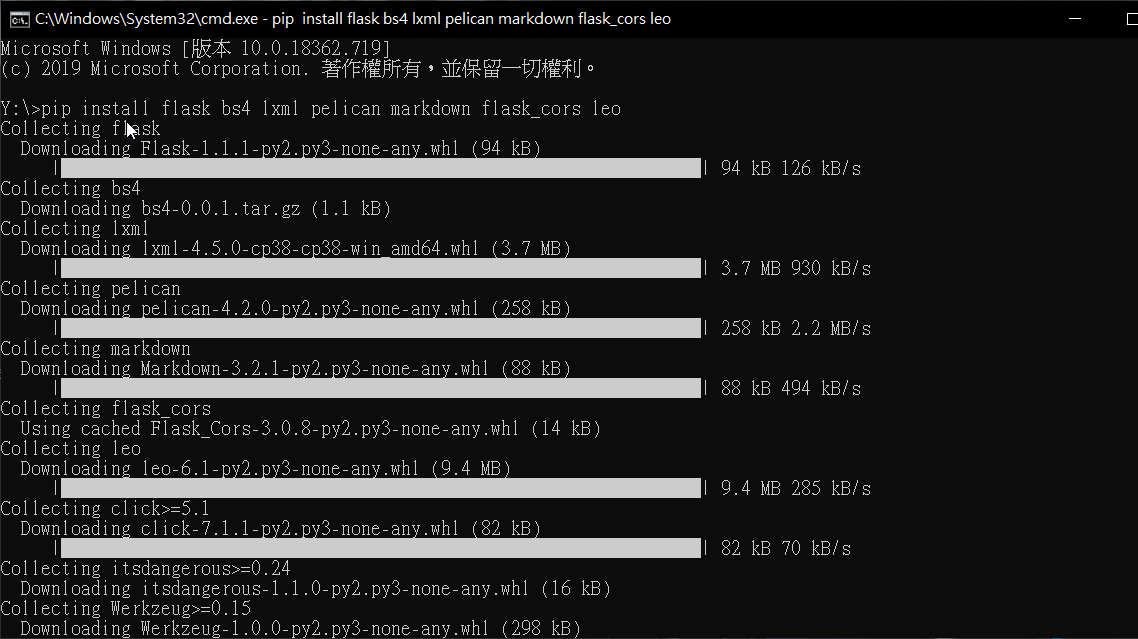 C:\Windows\System32\cmd.exe - pip  install flask bs4 lxml pelican markdown flask_cors leo
Microsoft Windows [版本 10.0.18362.719]
(c) 2019 Microsoft Corporation. 著作權所有，並保留一切權利。
Y:\>pip install flask bs4 lxml pelican markdown flask_cors leo
Collecting flask
  Downloading Flask-1.1.1-py2.py3-none-any.whl (94 kB)
     |████████████████████████████████| 94 kB 126 kB/s
Collecting bs4
  Downloading bs4-0.0.1.tar.gz (1.1 kB)
Collecting lxml
  Downloading lxml-4.5.0-cp38-cp38-win_amd64.whl (3.7 MB)
     |████████████████████████████████| 3.7 MB 930 kB/s
Collecting pelican
  Downloading pelican-4.2.0-py2.py3-none-any.whl (258 kB)
     |████████████████████████████████| 258 kB 2.2 MB/s
Collecting markdown
  Downloading Markdown-3.2.1-py2.py3-none-any.whl (88 kB)
     |████████████████████████████████| 88 kB 494 kB/s
Collecting flask_cors
  Using cached Flask_Cors-3.0.8-py2.py3-none-any.whl (14 kB)
Collecting leo
  Downloading leo-6.1-py2.py3-none-any.whl (9.4 MB)
     |████████████████████████████████| 9.4 MB 285 kB/s
Collecting click>=5.1
  Downloading click-7.1.1-py2.py3-none-any.whl (82 kB)
     |████████████████████████████████| 82 kB 70 kB/s
Collecting itsdangerous>=0.24
  Downloading itsdangerous-1.1.0-py2.py3-none-any.whl (16 kB)
Collecting Werkzeug>=0.15
  Downloading Werkzeug-1.0.0-py2.py3-none-any.whl (298 kB)